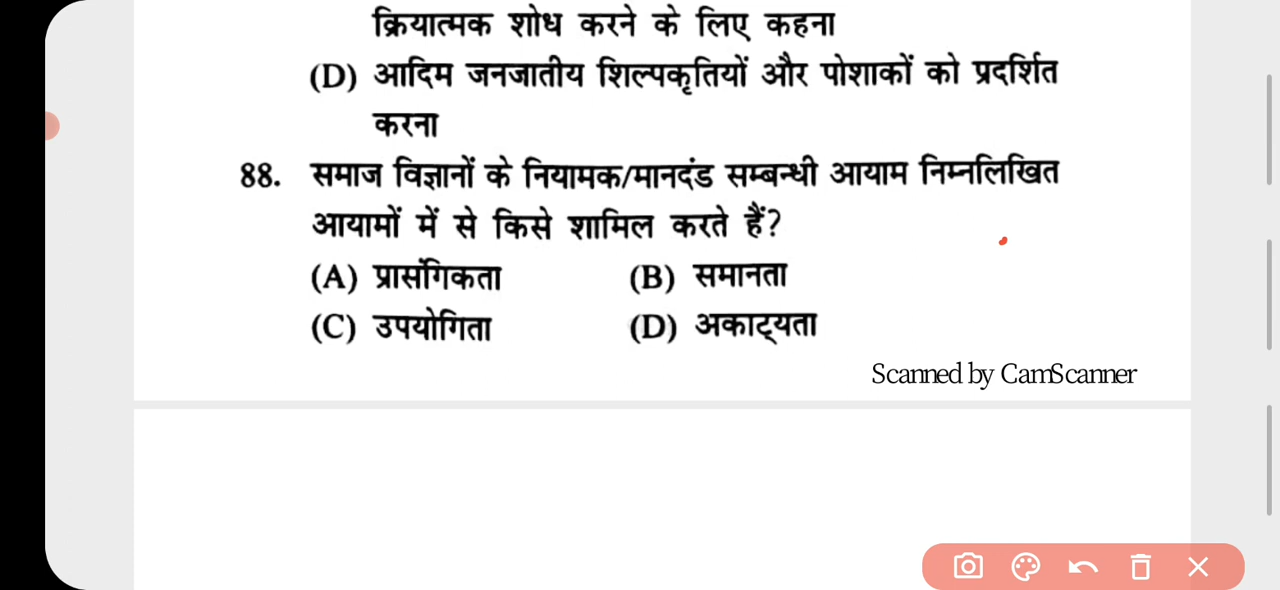 क्रियात्मक शोध करने के लिए कहना
(D) आदिम जनजातीय शिल्पकृतियों और पोशाकों को प्रदर्शित
करना
88. समाज विज्ञानों के नियामक/मानदंड सम्बन्धी आयाम निम्नलिखित
आयामों में से किसे शामिल करते हैं?
(A) प्रासंगिकता (B) समानता
(C) उपयोगिता (D) अकाट्यता
Scanned by CamScanner